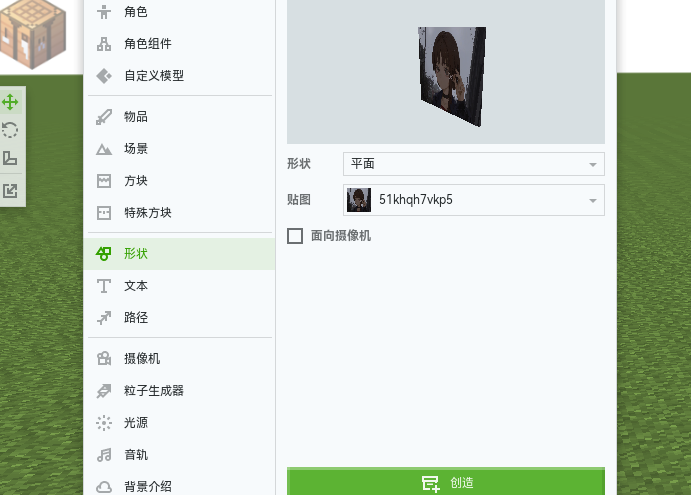 角色
角色组件
自定义模型
物品
场景
方块
特殊方块
形状
文本
路径
摄像机
粒子生成器
光源
音轨
背景介绍
形状 平面
贴图 51khqh7vkp5
面向摄像机
创造